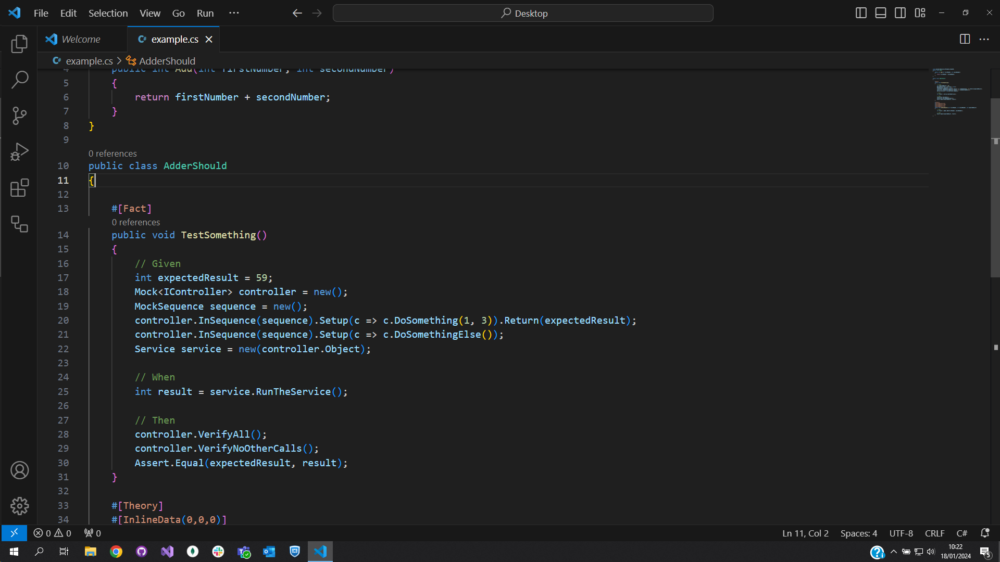 File Edit Selection View Go Run ···
Desktop
Welcome
C# example.cs
C# example.cs > AdderShould
4 public int Add(int firstNumber, int secondNumber)
5 {
6 return firstNumber + secondNumber;
7 }
8 }
9
0 references
10 public class AdderShould
11 {
12
13 #[Fact]
0 references
14 public void TestSomething()
15 {
16 // Given
17 int expectedResult = 59;
18 Mock<IController> controller = new();
19 MockSequence sequence = new();
20 controller.InSequence(sequence).Setup(c => c.DoSomething(1, 3)).Return(expectedResult);
21 controller.InSequence(sequence).Setup(c => c.DoSomethingElse());
22 Service service = new(controller.Object);
23
24 // When
25 int result = service.RunTheService();
26
27 // Then
28 controller.VerifyAll();
29 controller.VerifyNoOtherCalls();
30 Assert.Equal(expectedResult, result);
31 }
32
33 #[Theory]
34 #[InlineData(0,0,0)]
0 0 0
Ln 11, Col 2 Spaces: 4 UTF-8 CRLF C#
10:22
18/01/2024
5